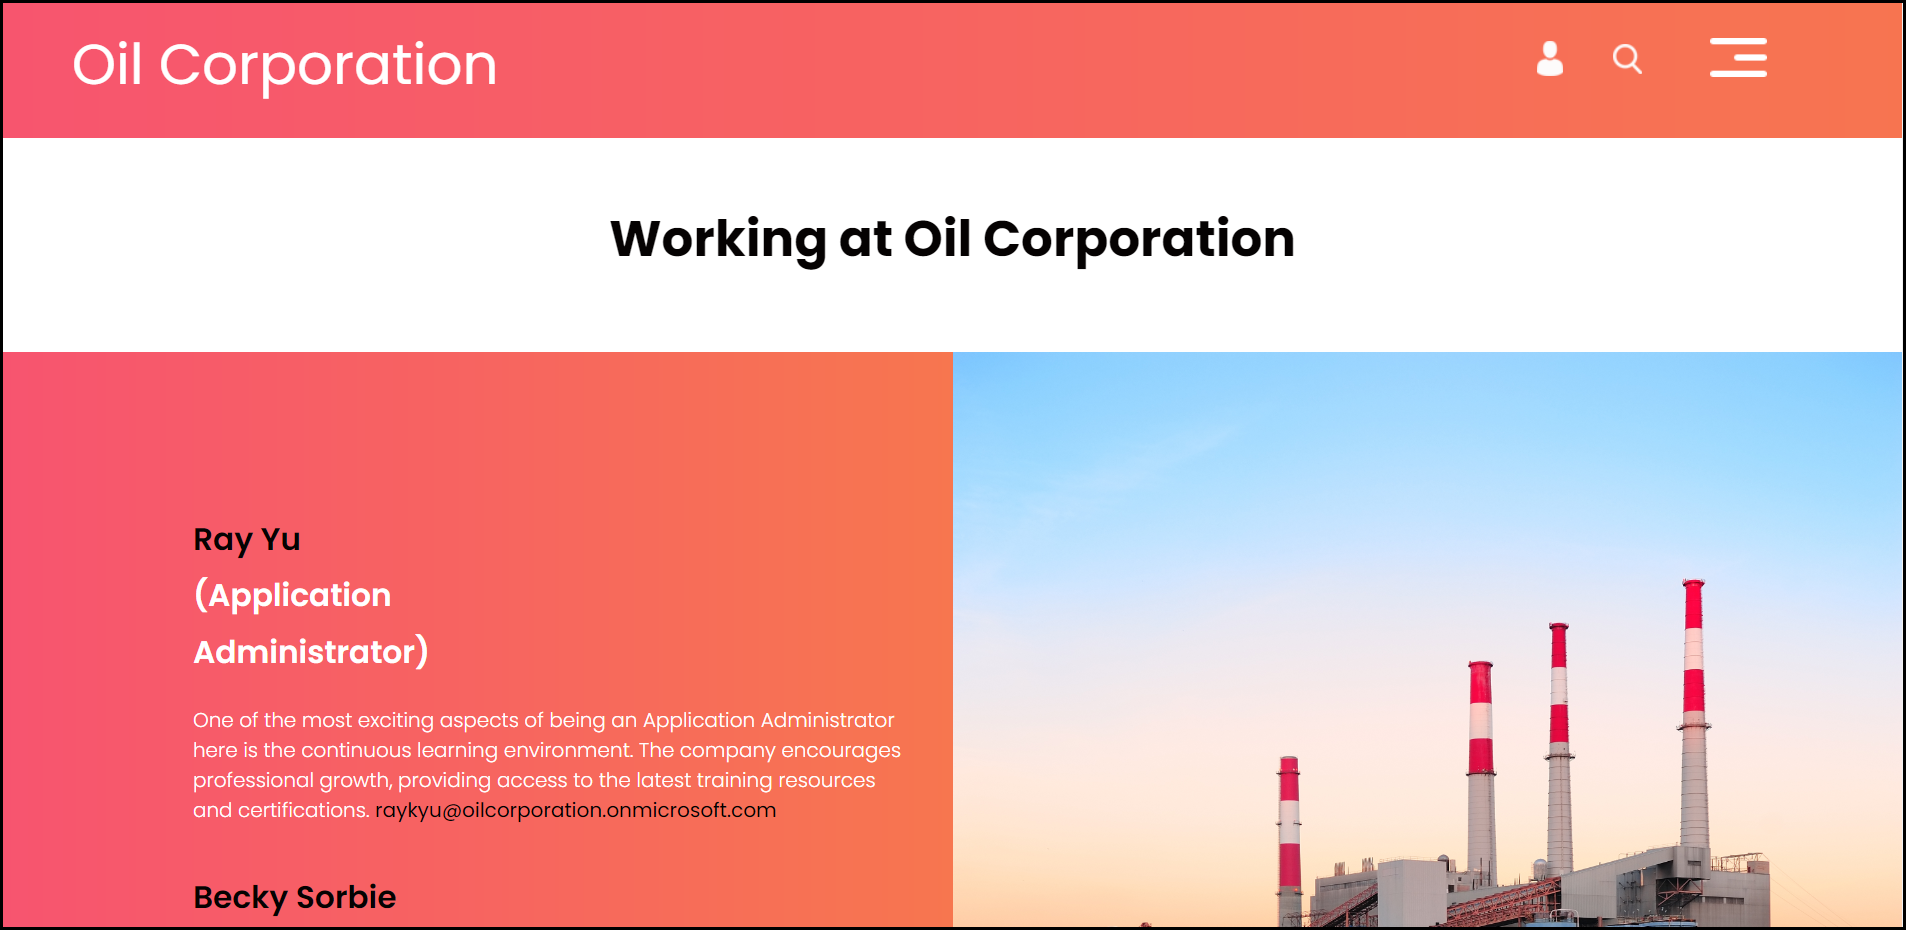 Oil Corporation
Working at Oil Corporation
Ray Yu
(Application
Administrator)
One of the most exciting aspects of being an Application Administrator
here is the continuous learning environment. The company encourages
professional growth, providing access to the latest training resources
and certifications. raykyu@oilcorporation.onmicrosoft.com
Becky Sorbie